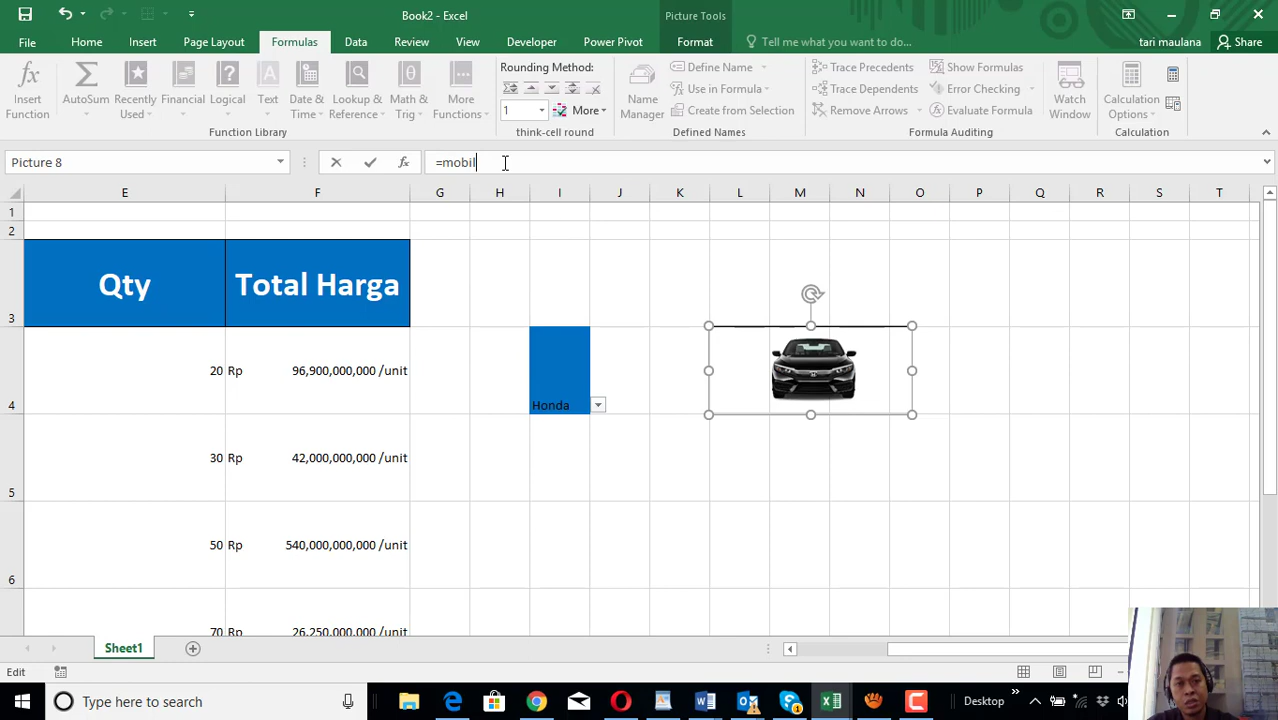 Book2 - Excel
Picture Tools
File
Home
Insert
Page Layout
Formulas
Data
Review
View
Developer
Power Pivot
Format
Tell me what you want to do...
tari maulana
Share
Insert
Function
AutoSum
Recently
Used
Financial
Logical
Text
Date &
Time
Lookup &
Reference
Math &
Trig
More
Functions
Function Library
Rounding Method:
1
More
think-cell round
Name
Manager
Define Name
Use in Formula
Create from Selection
Defined Names
Trace Precedents
Trace Dependents
Remove Arrows
Show Formulas
Error Checking
Evaluate Formula
Formula Auditing
Watch
Window
Calculation
Options
Calculation
Picture 8
fx
=mobil
E F G H I J K L M N O P Q R S T
1
2
Qty Total Harga
3
20 Rp 96,900,000,000 /unit
Honda
4
30 Rp 42,000,000,000 /unit
5
50 Rp 540,000,000,000 /unit
6
70 Rp 26,250,000,000 /unit
Sheet1
Edit
Type here to search
Desktop